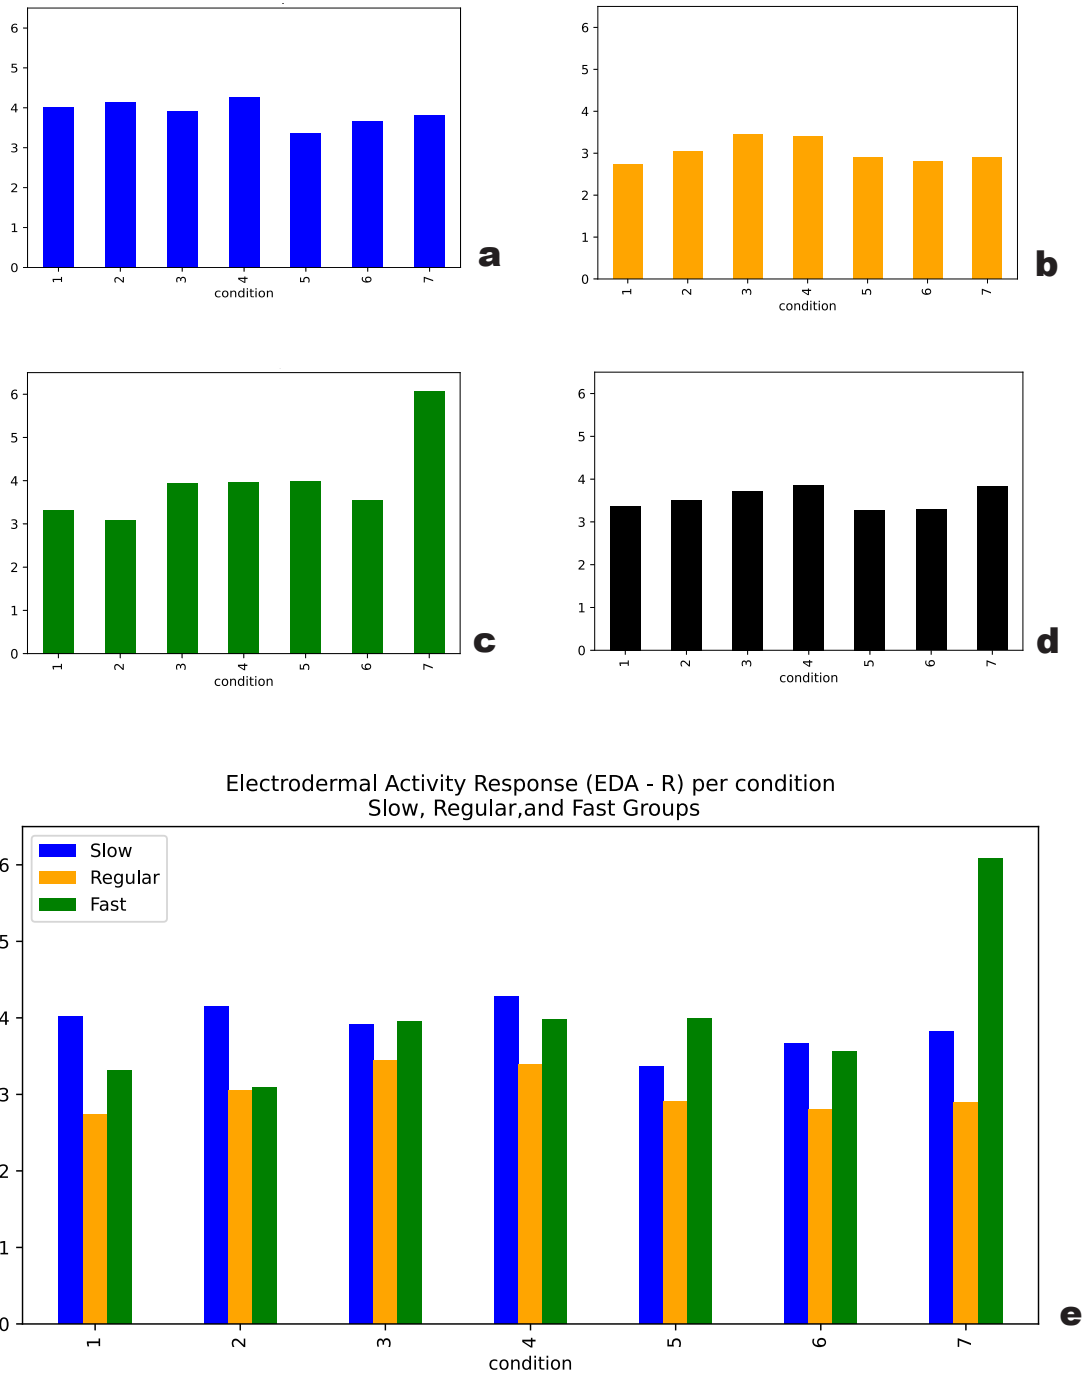 6
5
4
3
2
1
0
1 2 3 4 5 6 7
condition
a
6
5
4
3
2
1
0
1 2 3 4 5 6 7
condition
b
6
5
4
3
2
1
0
1 2 3 4 5 6 7
condition
c
6
5
4
3
2
1
0
1 2 3 4 5 6 7
condition
d
Electrodermal Activity Response (EDA - R) per condition
Slow, Regular,and Fast Groups
Slow
Regular
Fast
6
5
4
3
2
1
0
1 2 3 4 5 6 7
condition
e